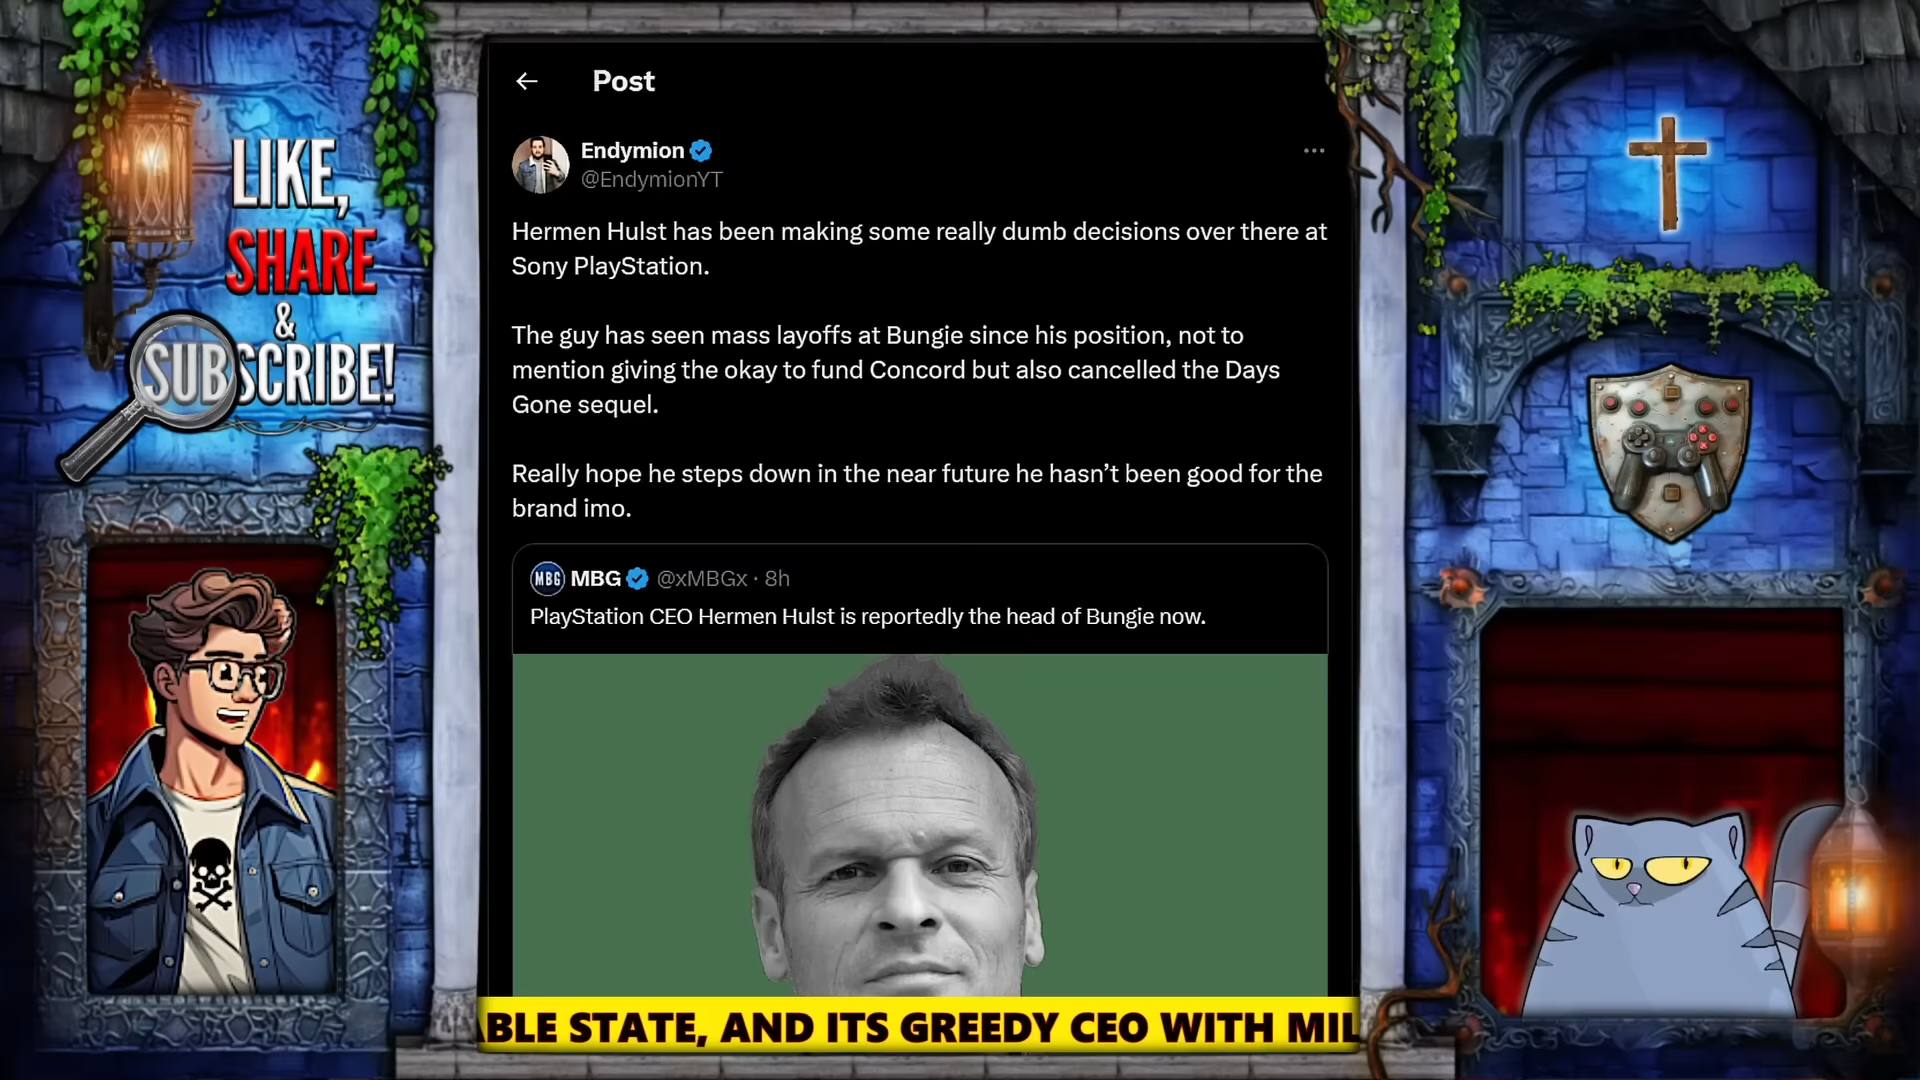 LIKE,
SHARE
&
SUBSCRIBE!
Post
Endymion
@EndymionYT
Hermen Hulst has been making some really dumb decisions over there at
Sony PlayStation.
The guy has seen mass layoffs at Bungie since his position, not to
mention giving the okay to fund Concord but also cancelled the Days
Gone sequel.
Really hope he steps down in the near future he hasn’t been good for the
brand imo.
MBG MBG @xMBGx · 8h
PlayStation CEO Hermen Hulst is reportedly the head of Bungie now.
ABLE STATE, AND ITS GREEDY CEO WITH MIL